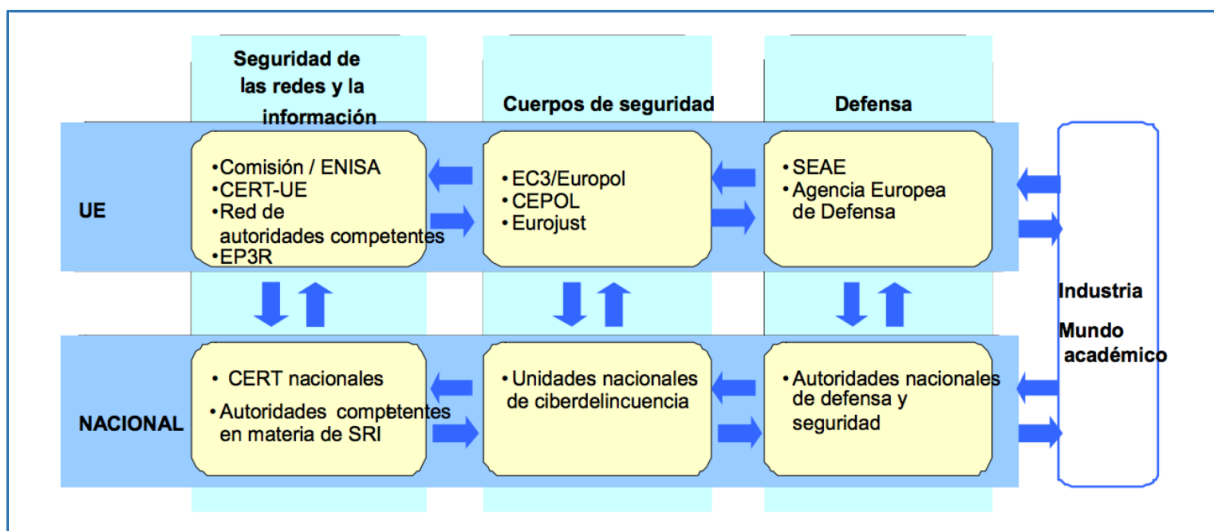 Seguridad de
las redes y la
información
Cuerpos de seguridad
Defensa
UE
•Comisión / ENISA
•CERT-UE
•Red de
autoridades competentes
•EP3R
•EC3/Europol
•CEPOL
•Eurojust
•SEAE
•Agencia Europea
de Defensa
Industria
Mundo
académico
NACIONAL
• CERT nacionales
•Autoridades competentes
en materia de SRI
•Unidades nacionales
de ciberdelincuencia
•Autoridades nacionales
de defensa y
seguridad